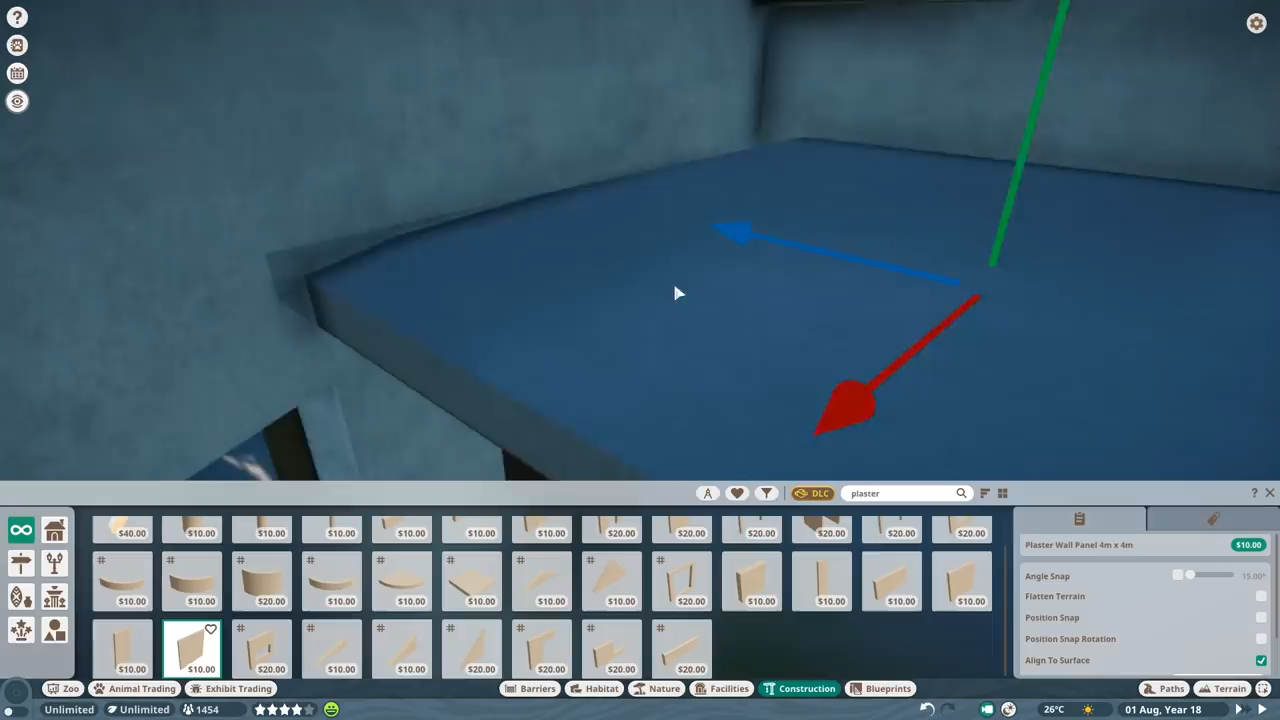 ?
DLC
plaster
?
$40.00 $10.00 $10.00 $10.00 $10.00 $10.00 $10.00 $20.00 $20.00 $20.00 $20.00 $20.00 $20.00
# # # # # # # # #
$10.00 $10.00 $20.00 $10.00 $10.00 $10.00 $10.00 $10.00 $20.00 $10.00 $10.00 $10.00 $10.00
# # # # # # #
$10.00 $10.00 $20.00 $10.00 $10.00 $10.00 $20.00 $20.00 $20.00
Plaster Wall Panel 4m x 4m $10.00
Angle Snap 15.00°
Flatten Terrain
Position Snap
Position Snap Rotation
Align To Surface
Zoo Animal Trading Exhibit Trading Barriers Habitat Nature Facilities Construction Blueprints Paths Terrain
Unlimited Unlimited 1454 26°C 01 Aug, Year 18